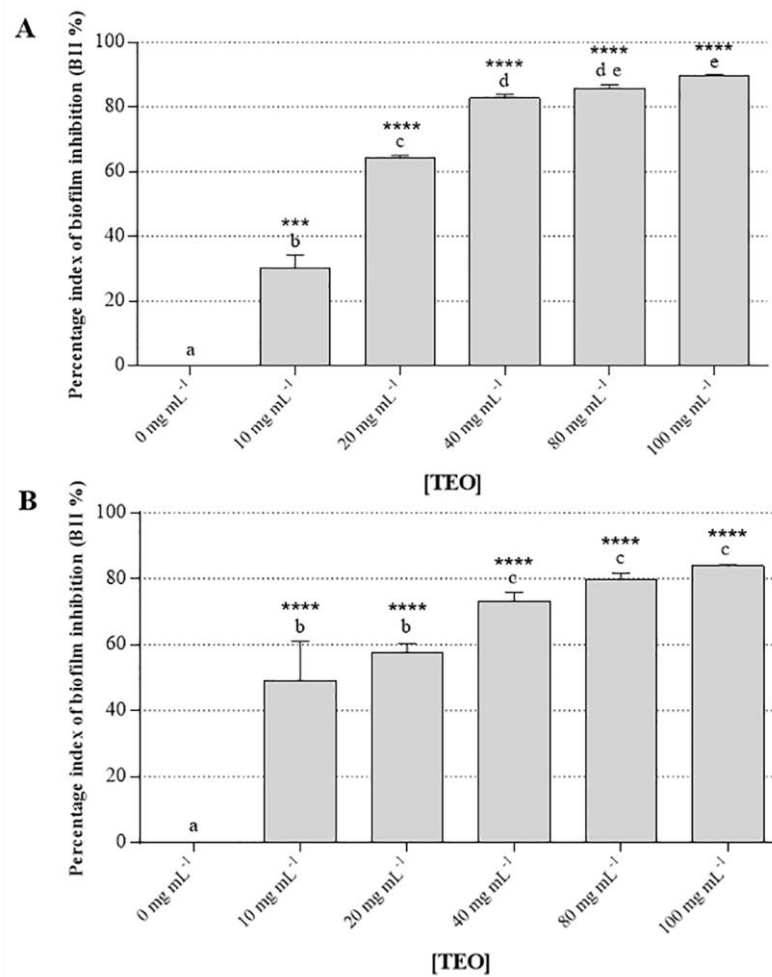 A
Percentage index of biofilm inhibition (BII %)
100
80
60
40
20
0
a
***
b
****
c
****
d
****
d e
****
e
0 mg mL⁻¹
10 mg mL⁻¹
20 mg mL⁻¹
40 mg mL⁻¹
80 mg mL⁻¹
100 mg mL⁻¹
[TEO]
B
Percentage index of biofilm inhibition (BII %)
100
80
60
40
20
0
a
****
b
****
b
****
c
****
c
****
c
0 mg mL⁻¹
10 mg mL⁻¹
20 mg mL⁻¹
40 mg mL⁻¹
80 mg mL⁻¹
100 mg mL⁻¹
[TEO]